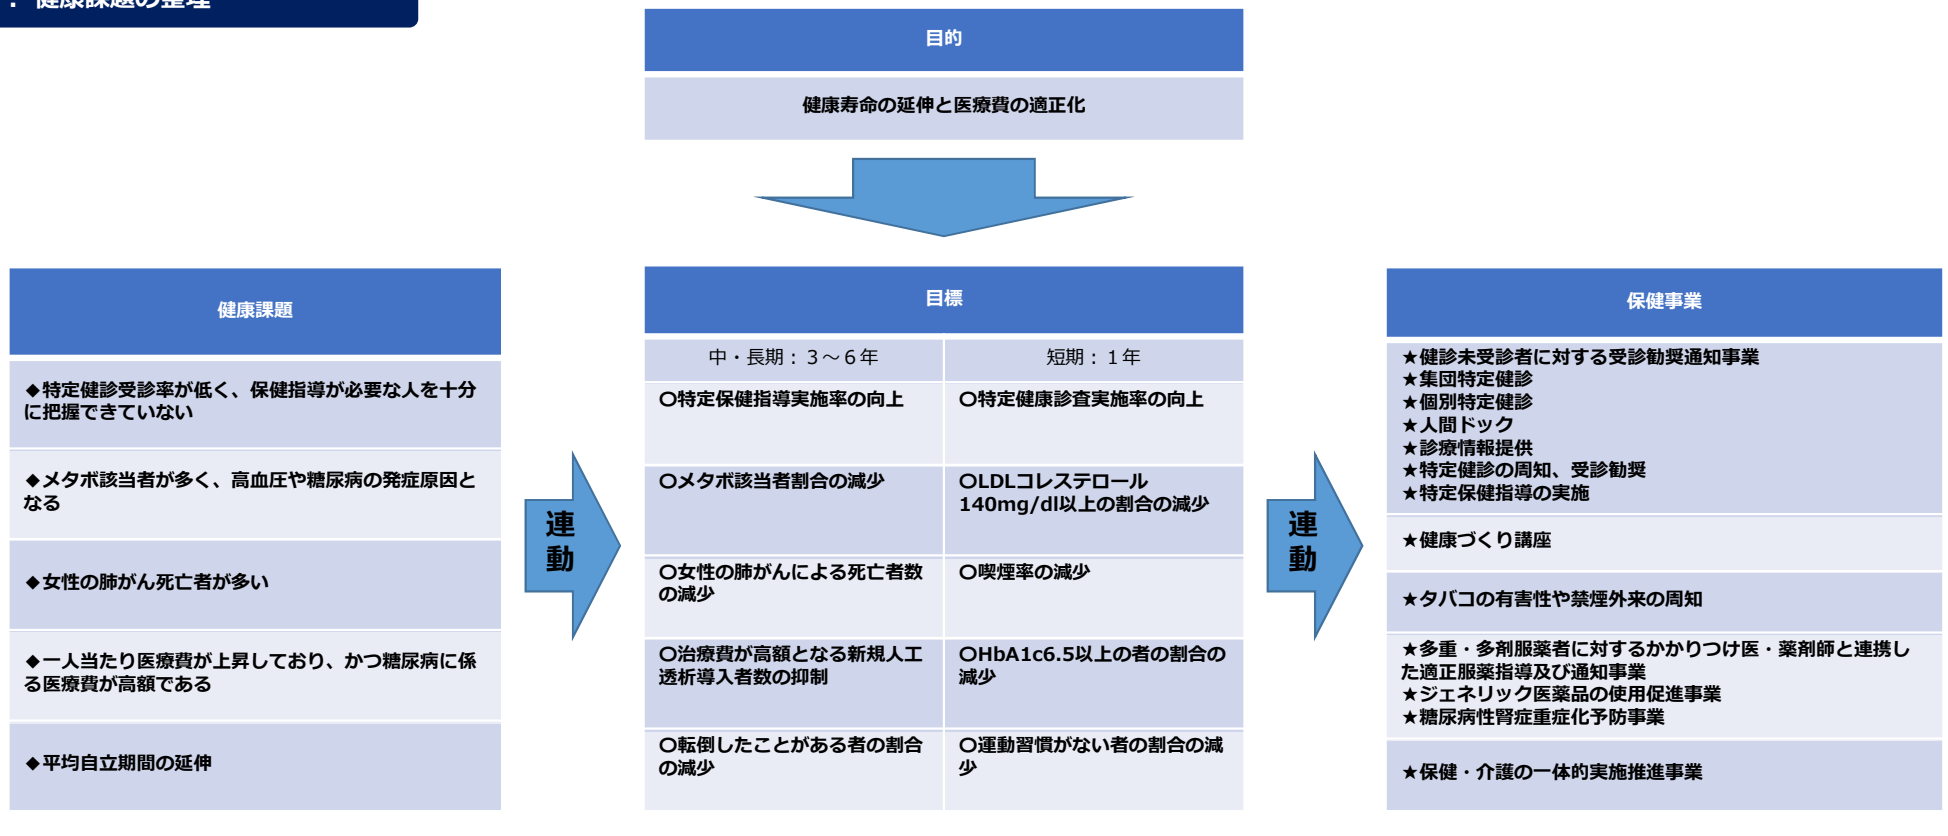 ：健康課題の整理
目的
健康寿命の延伸と医療費の適正化
健康課題
◆特定健診受診率が低く、保健指導が必要な人を十分
に把握できていない
◆メタボ該当者が多く、高血圧や糖尿病の発症原因と
なる
◆女性の肺がん死亡者が多い
◆一人当たり医療費が上昇しており、かつ糖尿病に係
る医療費が高額である
◆平均自立期間の延伸
連
動
目標
中・長期：３～６年
短期：１年
〇特定保健指導実施率の向上
〇特定健康診査実施率の向上
〇メタボ該当者割合の減少
〇LDLコレステロール
140mg/dl以上の割合の減少
〇女性の肺がんによる死亡者数
の減少
〇喫煙率の減少
〇治療費が高額となる新規人工
透析導入者数の抑制
〇HbA1c6.5以上の者の割合の
減少
〇転倒したことがある者の割合
の減少
〇運動習慣がない者の割合の減
少
連
動
保健事業
★健診未受診者に対する受診勧奨通知事業
★集団特定健診
★個別特定健診
★人間ドック
★診療情報提供
★特定健診の周知、受診勧奨
★特定保健指導の実施
★健康づくり講座
★タバコの有害性や禁煙外来の周知
★多重・多剤服薬者に対するかかりつけ医・薬剤師と連携し
た適正服薬指導及び通知事業
★ジェネリック医薬品の使用促進事業
★糖尿病性腎症重症化予防事業
★保健・介護の一体的実施推進事業